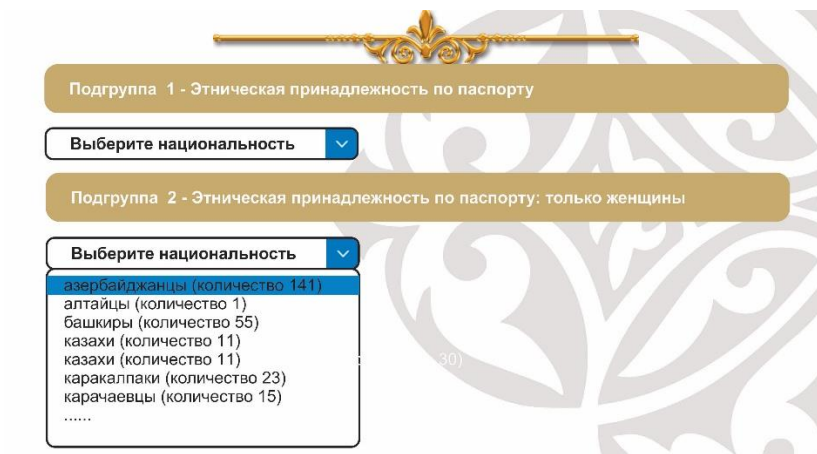 Подгруппа 1 - Этническая принадлежность по паспорту
Выберите национальность
Подгруппа 2 - Этническая принадлежность по паспорту: только женщины
Выберите национальность
азербайджанцы (количество 141)
алтайцы (количество 1)
башкиры (количество 55)
казахи (количество 11)
казахи (количество 11) 30)
каракалпаки (количество 23)
карачаевцы (количество 15)
......